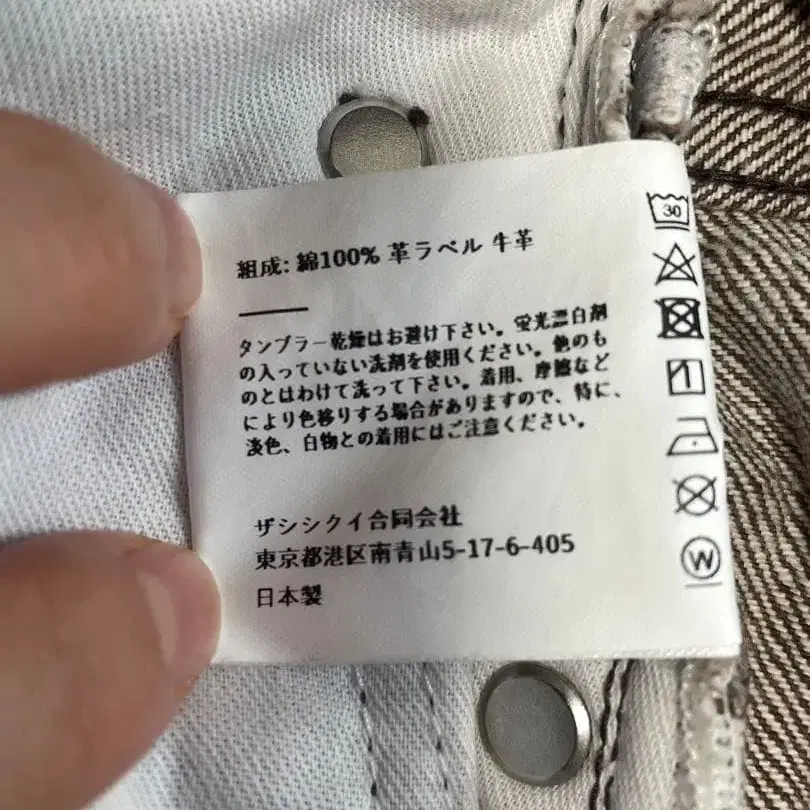 組成: 綿100% 革ラベル 牛革
タンブラー乾燥はお避け下さい。蛍光漂白剤
の入っていない洗剤を使用ください。他のも
のとはわけて洗って下さい。着用、摩擦など
により色移りする場合がありますので、特に、
淡色、白物との着用にはご注意ください。
ザシシクイ合同会社
東京都港区南青山5-17-6-405
日本製
30
W